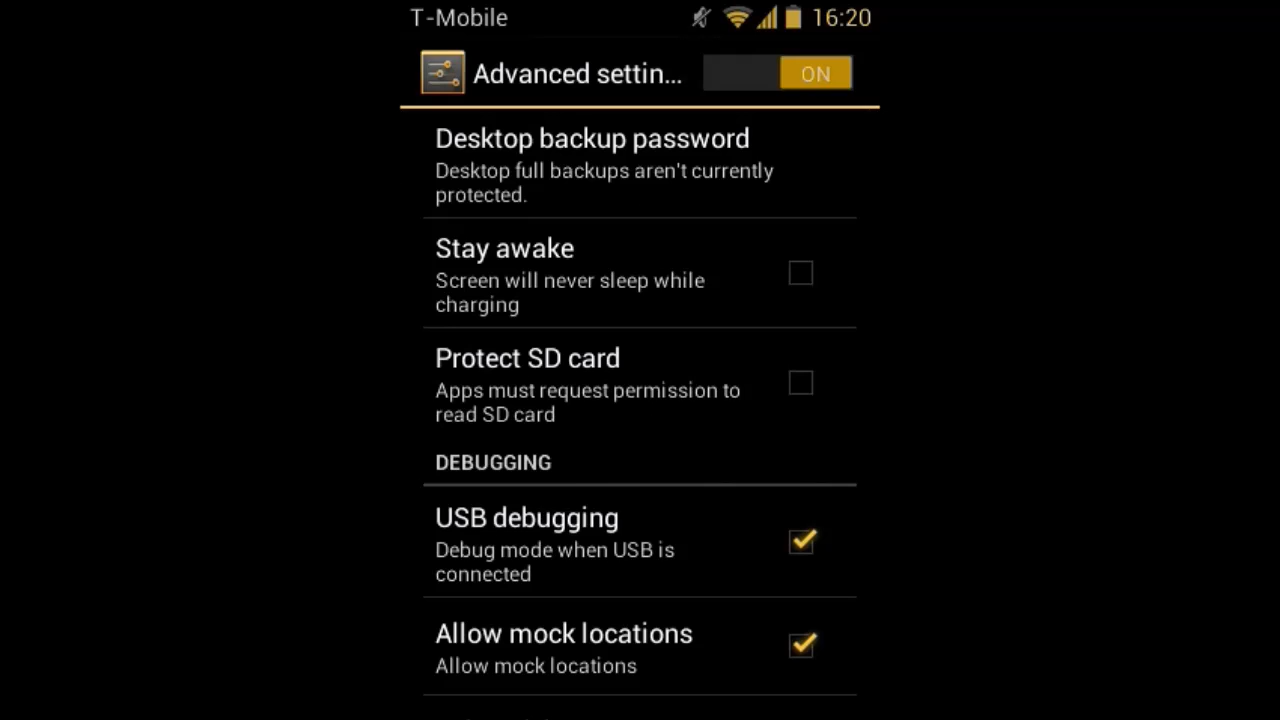 T-Mobile 16:20
Advanced settin... ON
Desktop backup password
Desktop full backups aren't currently
protected.
Stay awake
Screen will never sleep while
charging
Protect SD card
Apps must request permission to
read SD card
DEBUGGING
USB debugging
Debug mode when USB is
connected
Allow mock locations
Allow mock locations